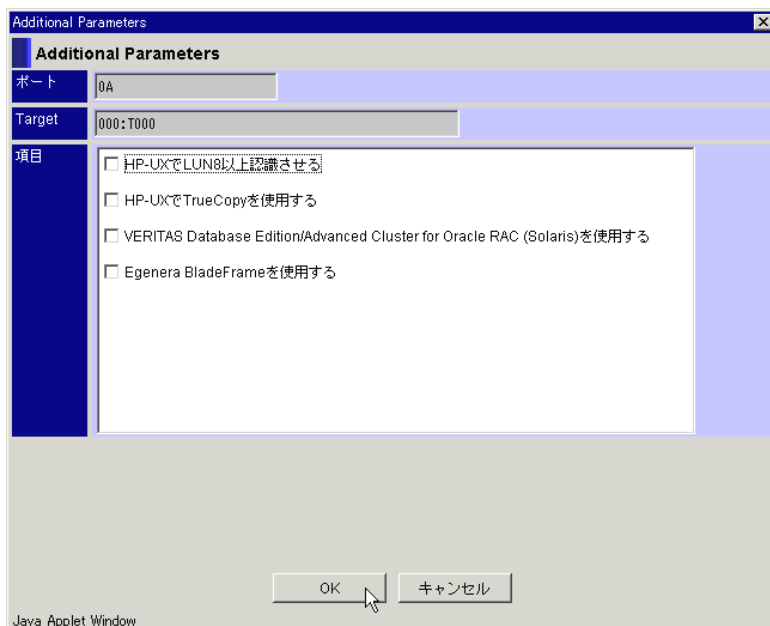 Additional Parameters
Additional Parameters
ポート
0A
Target
000:T000
項目
HP-UXでLUN8以上認識させる
HP-UXでTrueCopyを使用する
VERITAS Database Edition/Advanced Cluster for Oracle RAC (Solaris)を使用する
Egenera BladeFrameを使用する
OK
キャンセル
Java Applet Window